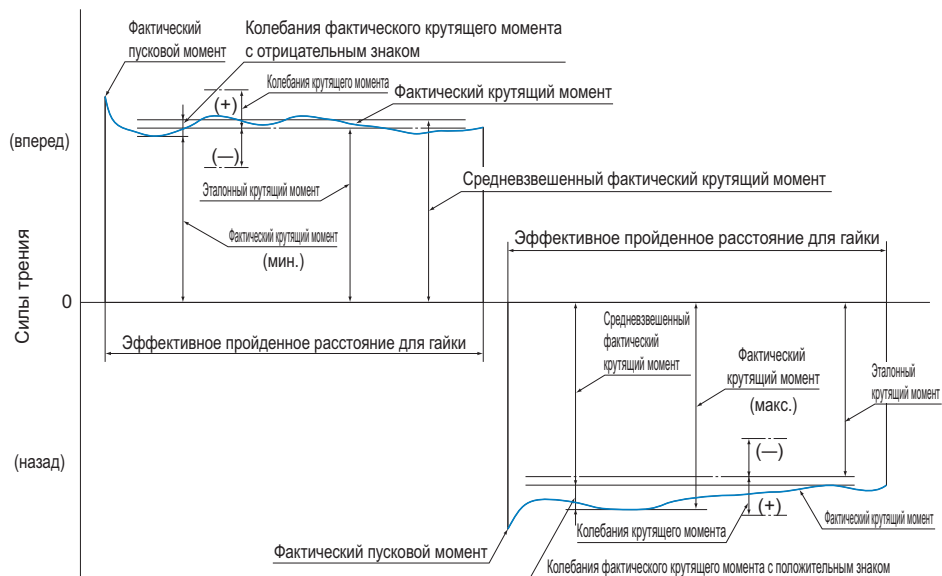 Фактический
пусковой момент
Колебания фактического крутящего момента
с отрицательным знаком
Колебания крутящего момента
(+)
Фактический крутящий момент
(вперед)
(—)
Эталонный крутящий момент
Средневзвешенный фактический крутящий момент
Фактический крутящий момент
(мин.)
Эффективное пройденное расстояние для гайки
Силы трения
0
Эффективное пройденное расстояние для гайки
Средневзвешенный
фактический
крутящий момент
Фактический
крутящий момент
(макс.)
Эталонный
крутящий момент
(назад)
(—)
(+)
Колебания крутящего момента
Фактический крутящий момент
Фактический пусковой момент
Колебания фактического крутящего момента с положительным знаком